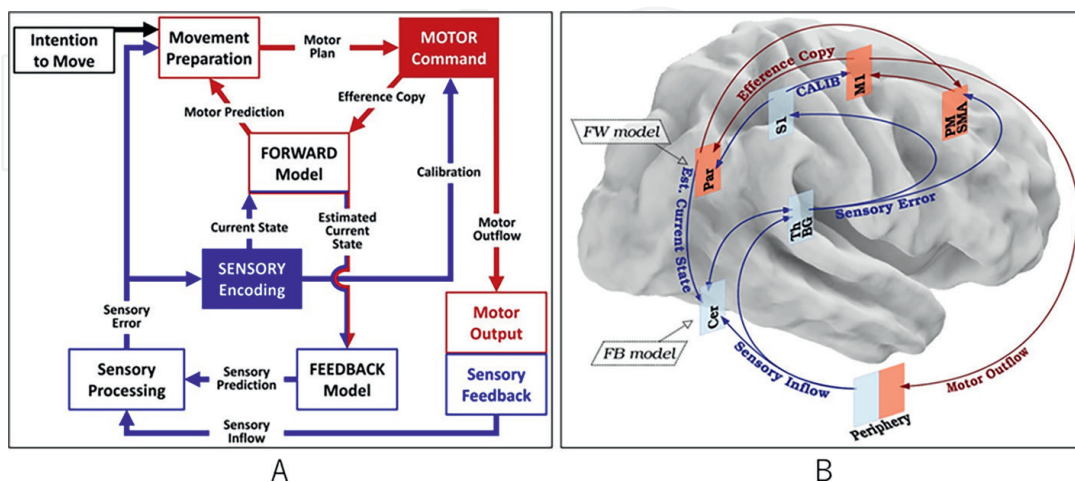 Intention
to Move
Movement
Preparation
Motor
Plan
MOTOR
Command
Efference Copy
Motor Prediction
FORWARD
Model
Calibration
Current State
Estimated
Current
State
Motor
Outflow
SENSORY
Encoding
Sensory
Error
Motor
Output
Sensory
Processing
Sensory
Prediction
FEEDBACK
Model
Sensory
Feedback
Sensory
Inflow
A
Efference Copy
CALIB
M1
PM
SMA
S1
FW model
Par
Est. Current State
Th
BG
Sensory Error
Cer
FB model
Sensory Inflow
Motor Outflow
Periphery
B